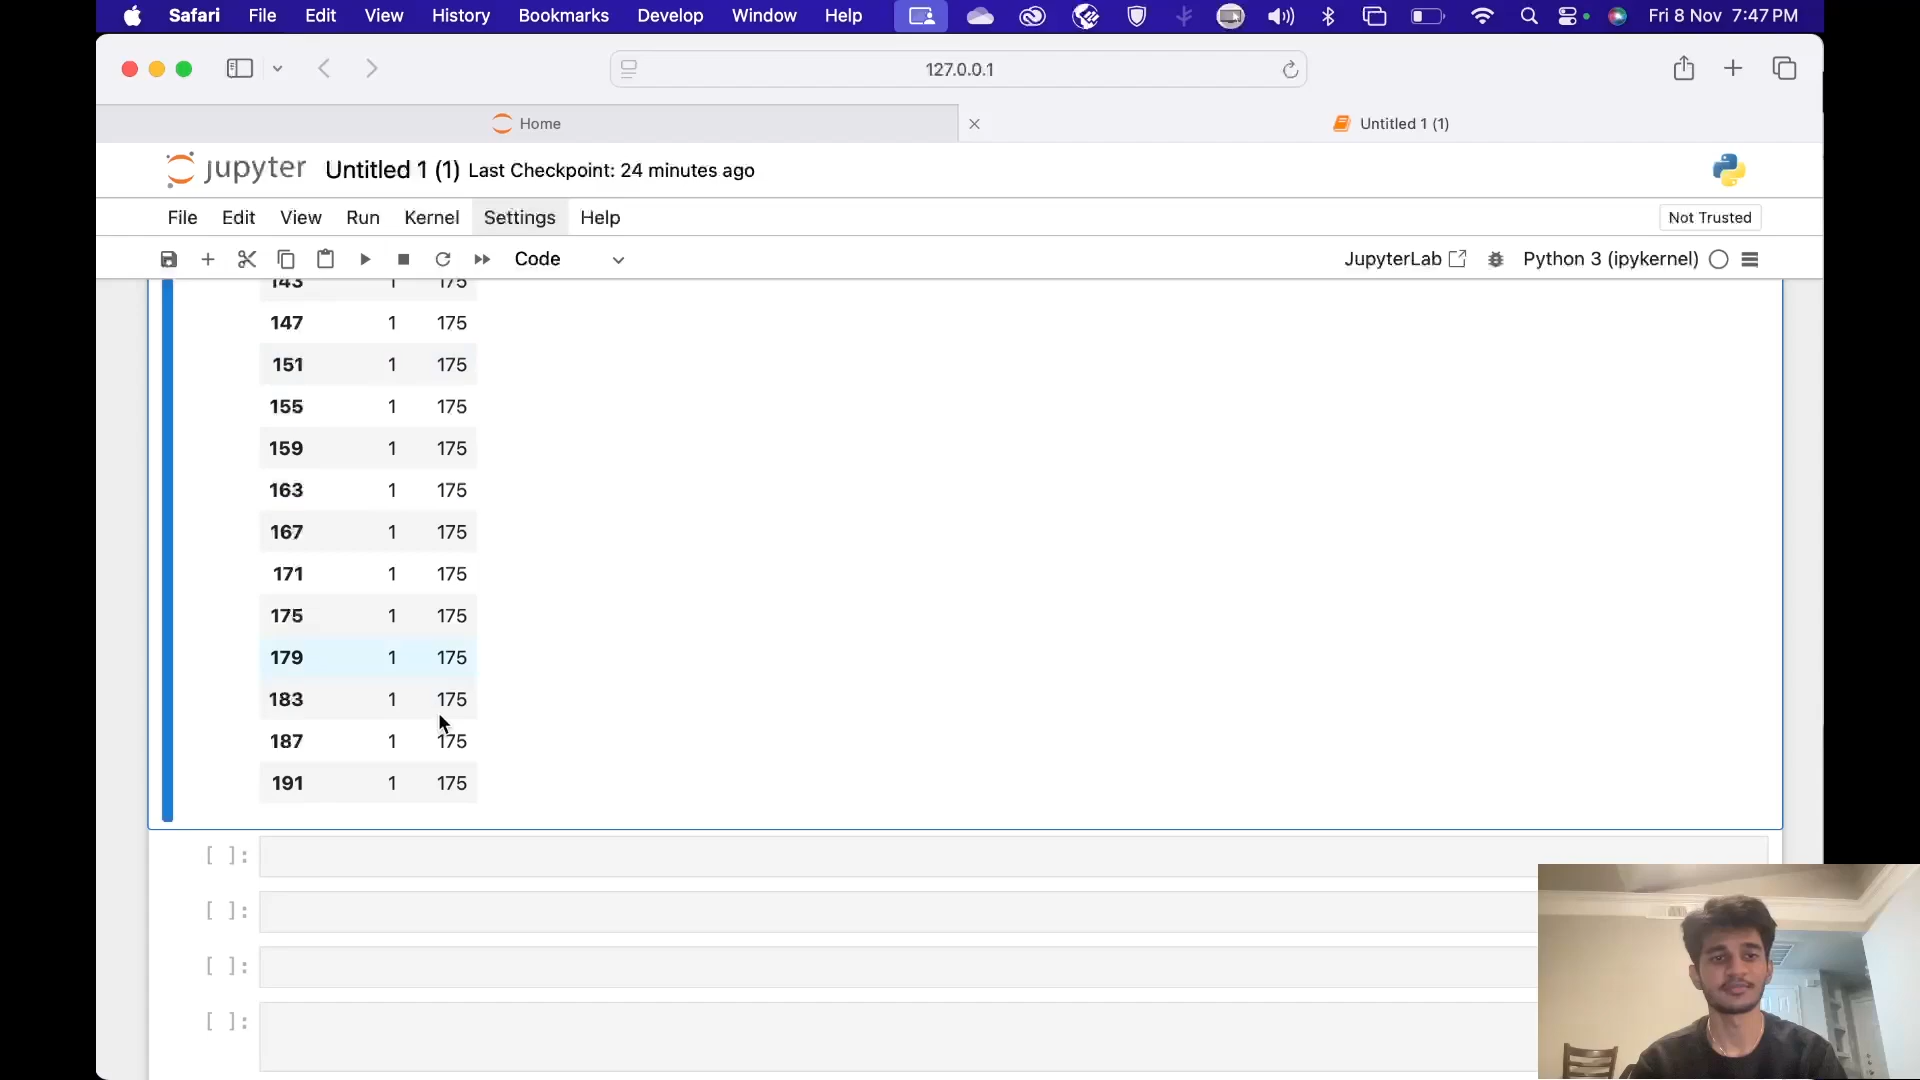 Safari File Edit View History Bookmarks Develop Window Help Fri 8 Nov 7:47 PM
127.0.0.1
Home Untitled 1 (1)
jupyter Untitled 1 (1) Last Checkpoint: 24 minutes ago
File Edit View Run Kernel Settings Help Not Trusted
Code JupyterLab Python 3 (ipykernel)
143 1 175
147 1 175
151 1 175
155 1 175
159 1 175
163 1 175
167 1 175
171 1 175
175 1 175
179 1 175
183 1 175
187 1 175
191 1 175
[ ]:
[ ]:
[ ]:
[ ]: